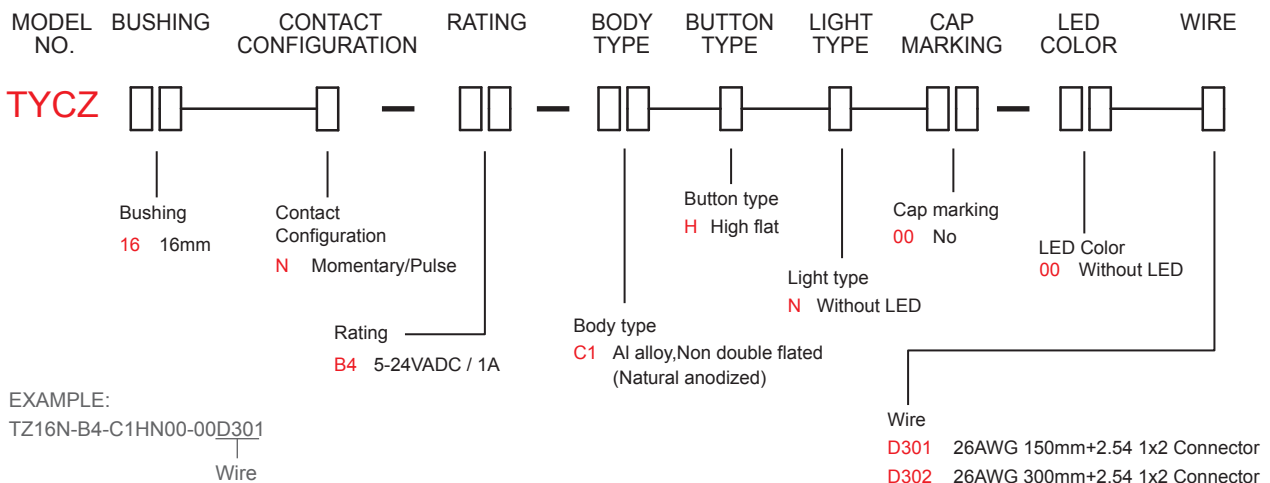 MODEL NO.
BUSHING
CONTACT CONFIGURATION
RATING
BODY TYPE
BUTTON TYPE
LIGHT TYPE
CAP MARKING
LED COLOR
WIRE
TYCZ
Bushing
16 16mm
Contact
Configuration
N Momentary/Pulse
Rating
B4 5-24VADC / 1A
Body type
C1 Al alloy,Non double flated
(Natural anodized)
Button type
H High flat
Light type
N Without LED
Cap marking
00 No
LED Color
00 Without LED
Wire
D301 26AWG 150mm+2.54 1x2 Connector
D302 26AWG 300mm+2.54 1x2 Connector
EXAMPLE:
TZ16N-B4-C1HN00-00D301
Wire